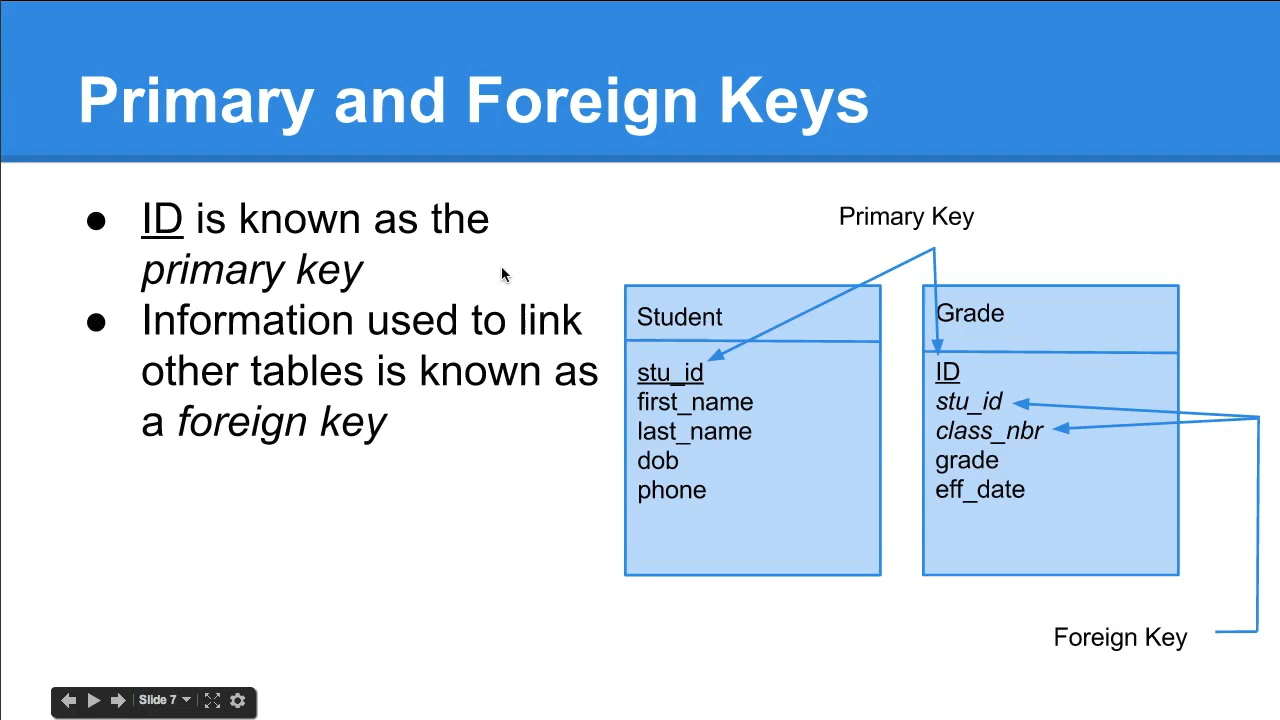 Primary and Foreign Keys
● ID is known as the
primary key
● Information used to link
other tables is known as
a foreign key
Primary Key
Student
stu_id
first_name
last_name
dob
phone
Grade
ID
stu_id
class_nbr
grade
eff_date
Foreign Key
Slide 7